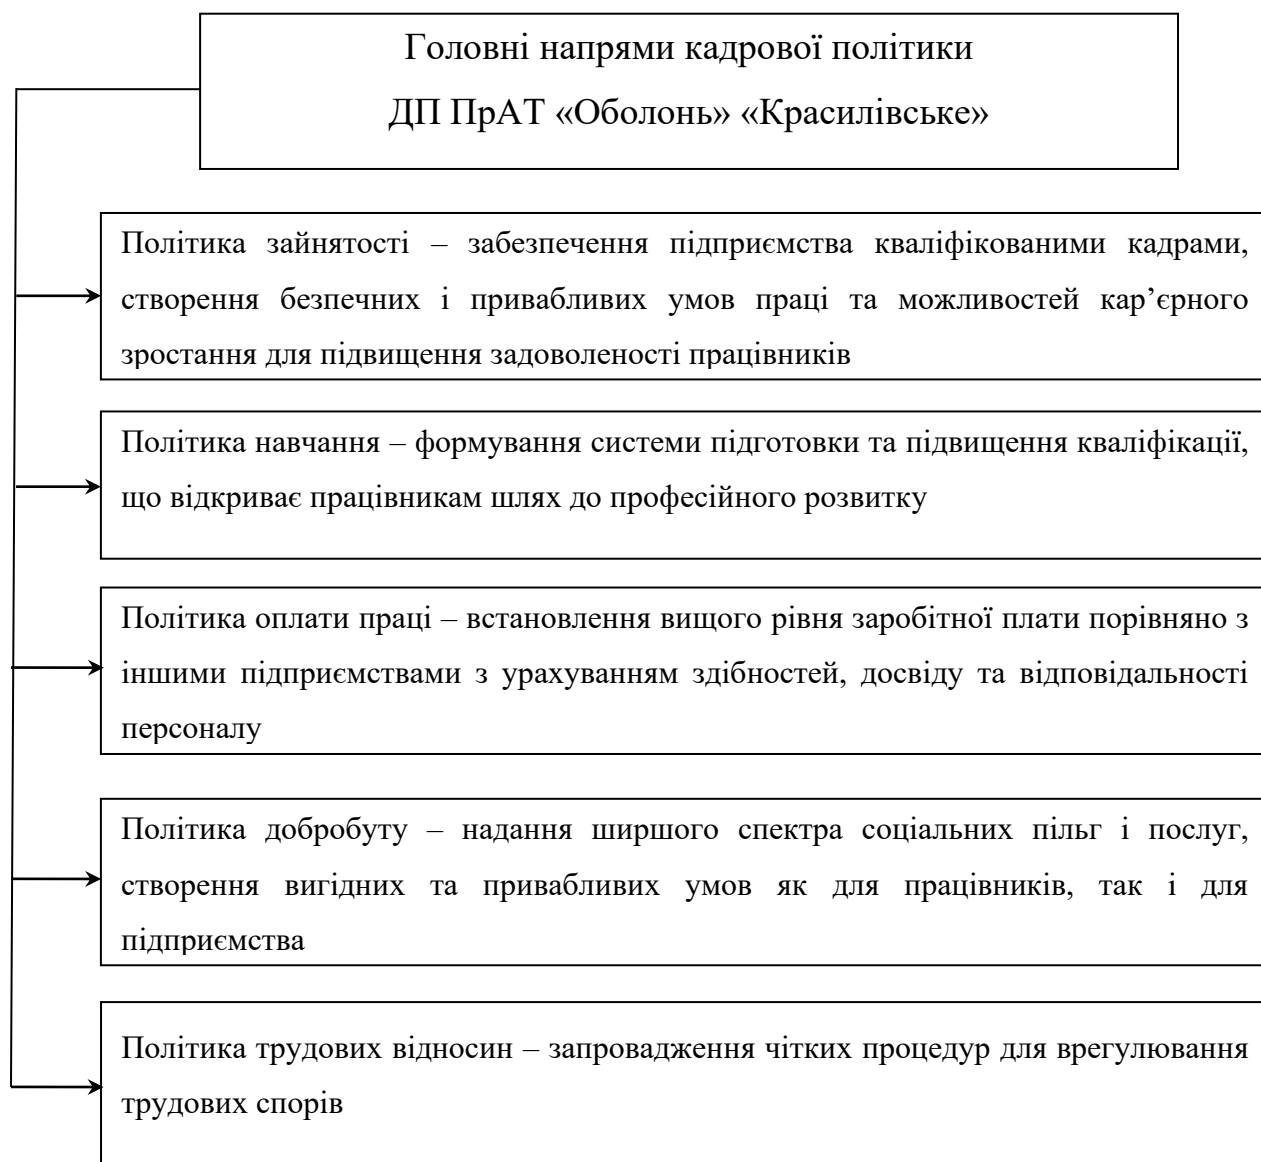 Головні напрями кадрової політики
ДП ПрАТ «Оболонь» «Красилівське»
Політика зайнятості – забезпечення підприємства кваліфікованими кадрами,
створення безпечних і привабливих умов праці та можливостей кар’єрного
зростання для підвищення задоволеності працівників
Політика навчання – формування системи підготовки та підвищення кваліфікації,
що відкриває працівникам шлях до професійного розвитку
Політика оплати праці – встановлення вищого рівня заробітної плати порівняно з
іншими підприємствами з урахуванням здібностей, досвіду та відповідальності
персоналу
Політика добробуту – надання ширшого спектра соціальних пільг і послуг,
створення вигідних та привабливих умов як для працівників, так і для
підприємства
Політика трудових відносин – запровадження чітких процедур для врегулювання
трудових спорів